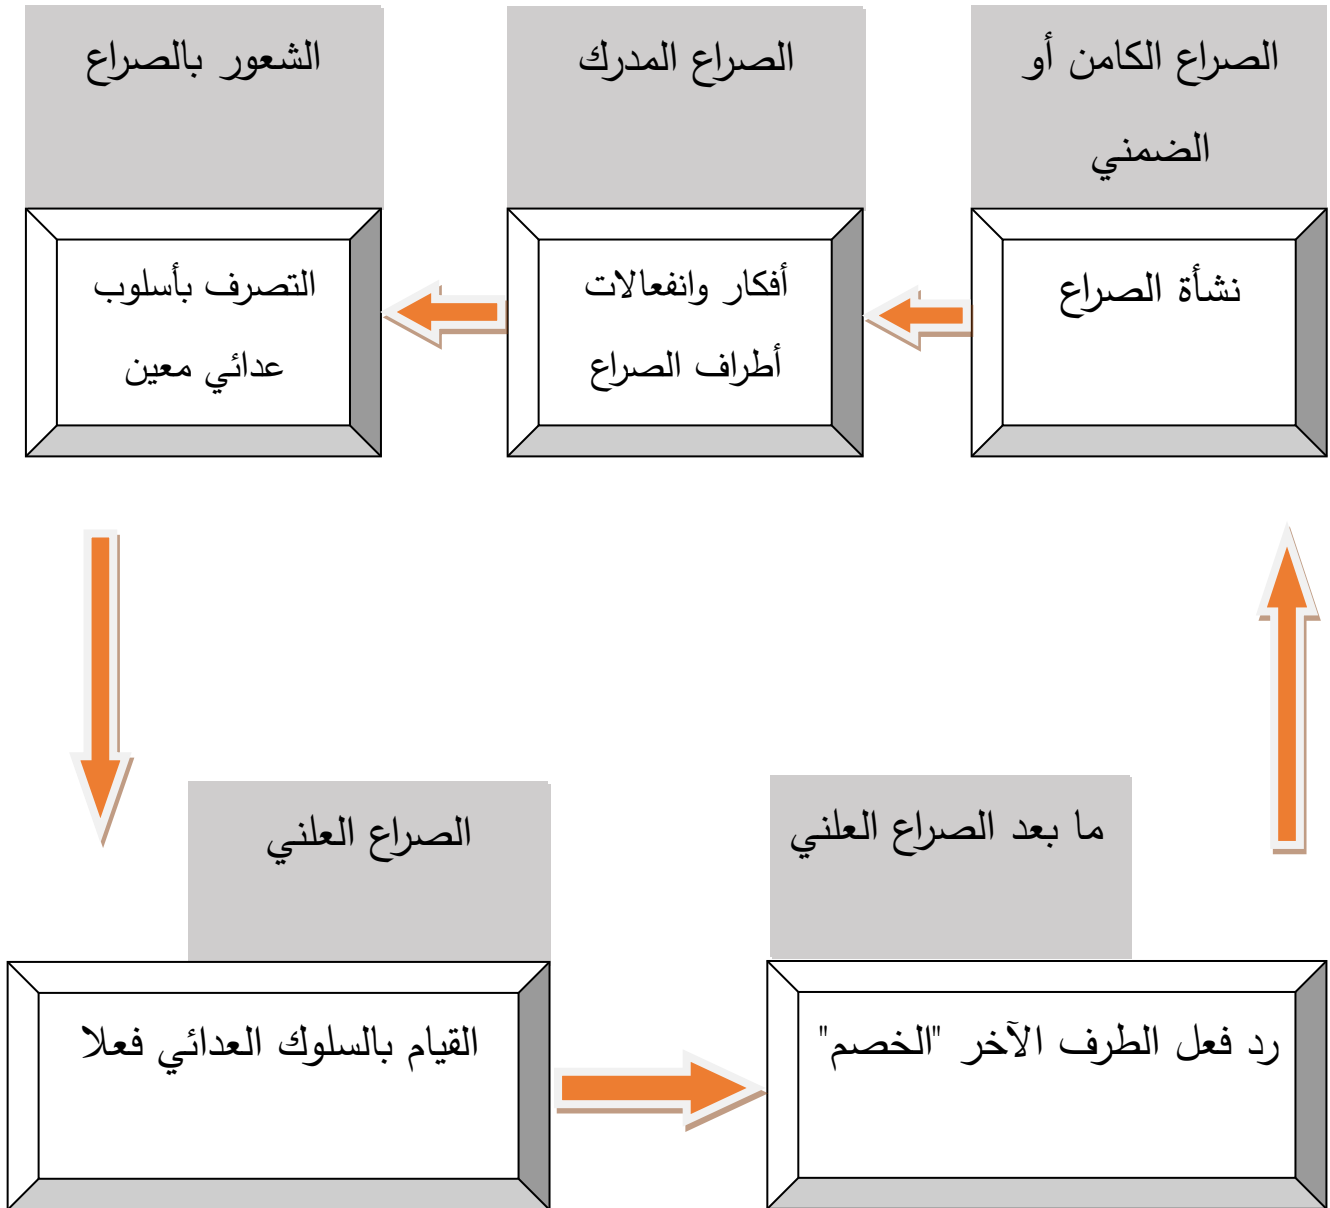 الصراع الكامن أو
الضمني
نشأة الصراع
الصراع المدرك
أفكار وانفعالات
أطراف الصراع
الشعور بالصراع
التصرف بأسلوب
عدائي معين
الصراع العلني
القيام بالسلوك العدائي فعلا
ما بعد الصراع العلني
رد فعل الطرف الآخر "الخصم"